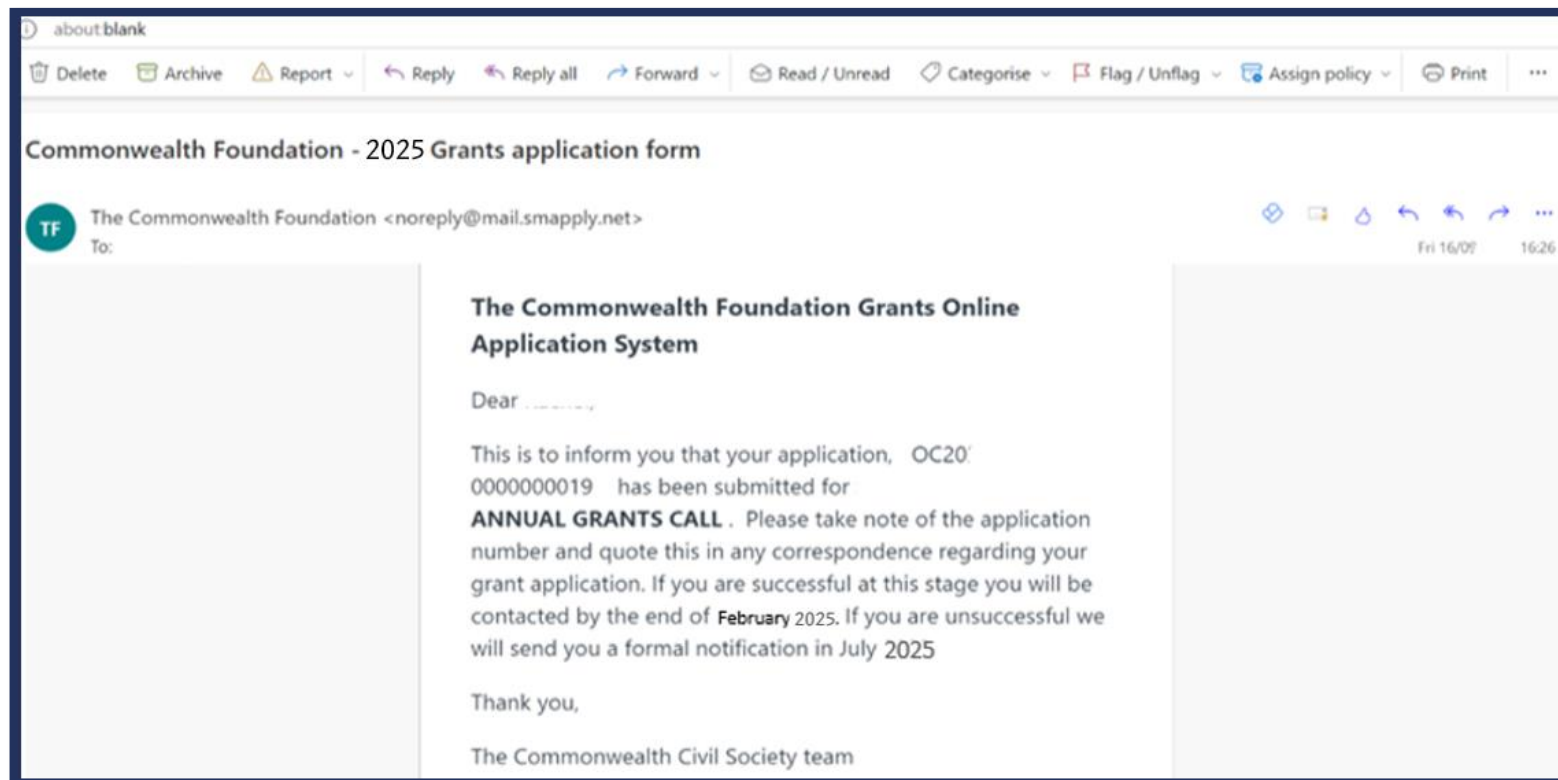 about:blank
Delete Archive Report Reply Reply all Forward Read / Unread Categorise Flag / Unflag Assign policy Print ...
Commonwealth Foundation - 2025 Grants application form
TF
The Commonwealth Foundation <noreply@mail.smapply.net>
To:
Fri 16:26
The Commonwealth Foundation Grants Online
Application System
Dear
This is to inform you that your application, OC20
0000000019 has been submitted for
ANNUAL GRANTS CALL . Please take note of the application
number and quote this in any correspondence regarding your
grant application. If you are successful at this stage you will be
contacted by the end of February 2025. If you are unsuccessful we
will send you a formal notification in July 2025
Thank you,
The Commonwealth Civil Society team